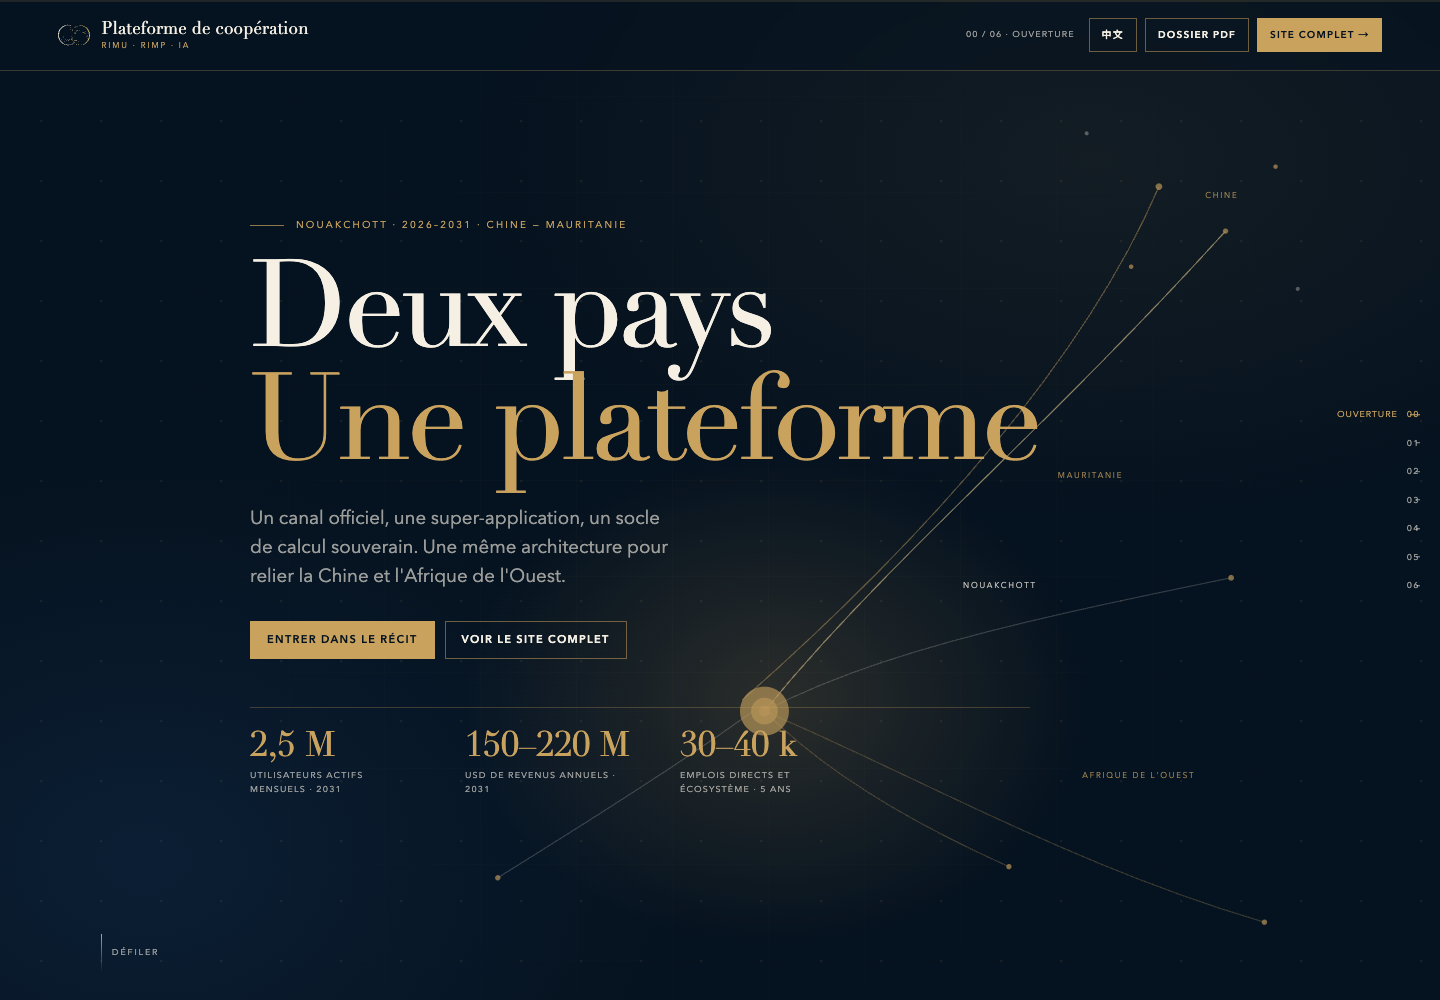 Plateforme de coopération
RIMU · RIMP · IA
00 / 06 · OUVERTURE
中文
DOSSIER PDF
SITE COMPLET →
CHINE
NOUAKCHOTT · 2026–2031 · CHINE — MAURITANIE
Deux pays
Une plateforme
OUVERTURE 00
01
02
03
04
05
06
MAURITANIE
Un canal officiel, une super-application, un socle
de calcul souverain. Une même architecture pour
relier la Chine et l'Afrique de l'Ouest.
NOUAKCHOTT
ENTRER DANS LE RÉCIT
VOIR LE SITE COMPLET
2,5 M
UTILISATEURS ACTIFS
MENSUELS · 2031
150–220 M
USD DE REVENUS ANNUELS ·
2031
30–40 k
EMPLOIS DIRECTS ET
ÉCOSYSTÈME · 5 ANS
AFRIQUE DE L'OUEST
DÉFILER